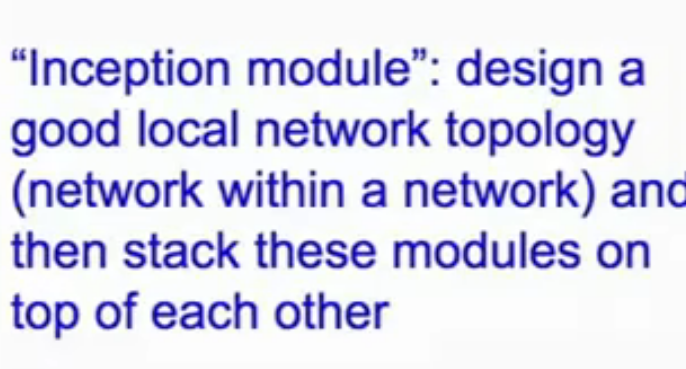 “Inception module”: design a
good local network topology
(network within a network) and
then stack these modules on
top of each other